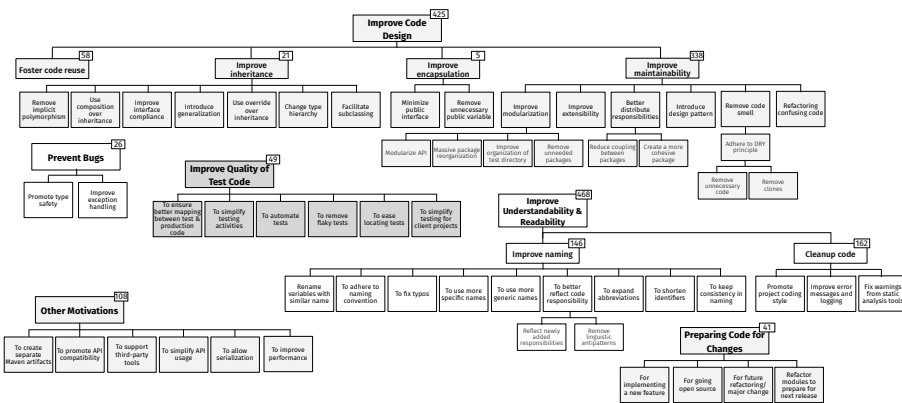 425
Improve Code
Design
58
Foster code reuse
21
Improve
inheritance
5
Improve
encapsulation
338
Improve
maintainability
Remove
implicit
polymorphism
Use
composition
over
inheritance
Improve
interface
compliance
Introduce
generalization
Use override
over
inheritance
Change type
hierarchy
Facilitate
subclassing
Minimize
public
interface
Remove
unnecessary
public variable
Improve
modularization
Improve
extensibility
Better
distribute
responsibilities
Introduce
design pattern
Remove code
smell
Refactoring
confusing code
Modularize API
Massive package
reorganization
Improve
organization of
test directory
Remove
unneeded
packages
Reduce coupling
between
packages
Create a more
cohesive
package
Adhere to DRY
principle
Remove
unnecessary
code
Remove
clones
26
Prevent Bugs
Promote type
safety
Improve
exception
handling
49
Improve Quality of
Test Code
To ensure
better mapping
between test &
production
code
To simplify
testing
activities
To automate
tests
To remove
flaky tests
To ease
locating tests
To simplify
testing for
client projects
468
Improve
Understandability &
Readability
146
Improve naming
162
Cleanup code
Rename
variables with
similar name
To adhere to
naming
convention
To fix typos
To use more
specific names
To use more
generic names
To better
reflect code
responsibility
To expand
abbreviations
To shorten
identifiers
To keep
consistency
in naming
Promote
project coding
style
Improve error
messages and
logging
Fix warnings
from static
analysis tools
Reflect newly
added
responsibilities
Remove
linguistic
antipatterns
108
Other Motivations
To create
separate
Maven artifacts
To promote API
compatibility
To support
third-party
tools
To simplify API
usage
To allow
serialization
To improve
performance
41
Preparing Code for
Changes
For
implementing
a new feature
For going
open source
For future
refactoring/
major change
Refactor
modules to
prepare for
next release